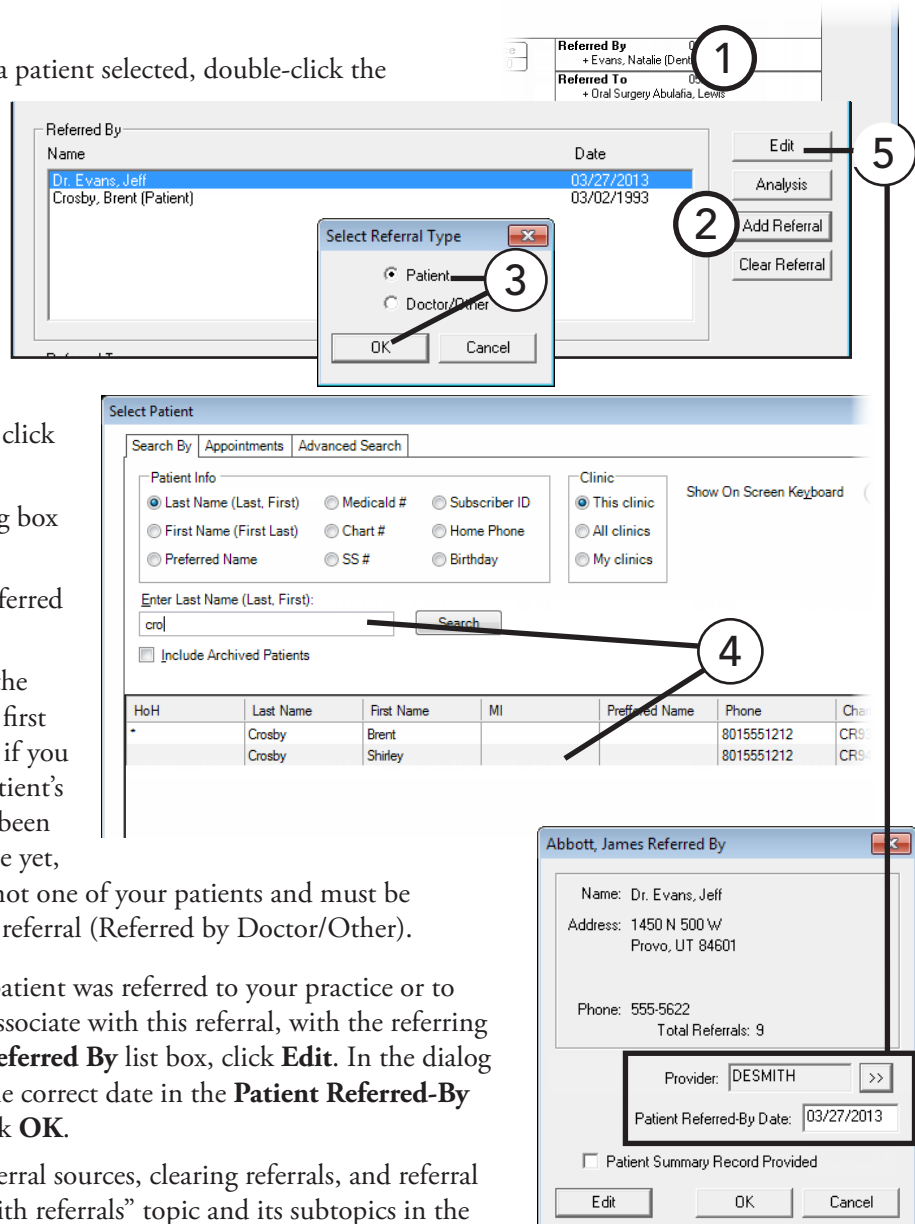 a patient selected, double-click the
Referred By
+ Evans, Natalie
1
Referred To
+ Oral Surgery Abulafia, Lewis
Referred By
Name Date
Dr. Evans, Jeff 03/27/2013
Crosby, Brent (Patient) 03/02/1993
Edit
5
Analysis
2
Add Referral
Clear Referral
Select Referral Type
Patient
3
Doctor/Other
OK Cancel
click
g box
ferred
the
first
if you
tient's
been
e yet,
not one of your patients and must be
referral (Referred by Doctor/Other).
patient was referred to your practice or to
ssociate with this referral, with the referring
eferred By list box, click Edit. In the dialog
e correct date in the Patient Referred-By
k OK.
erral sources, clearing referrals, and referral
ith referrals” topic and its subtopics in the
Select Patient
Search By Appointments Advanced Search
Patient Info
Last Name (Last, First) Medicaid # Subscriber ID
First Name (First Last) Chart # Home Phone
Preferred Name SS # Birthday
Clinic
This clinic
All clinics
My clinics
Show On Screen Keyboard
Enter Last Name (Last, First):
cro Search
Include Archived Patients
4
HoH Last Name First Name MI Preffered Name Phone Char
* Crosby Brent 8015551212 CR93
Crosby Shirley 8015551212 CR94
Abbott, James Referred By
Name: Dr. Evans, Jeff
Address: 1450 N 500 W
Provo, UT 84601
Phone: 555-5622
Total Referrals: 9
Provider: DESMITH >>
Patient Referred-By Date: 03/27/2013
Patient Summary Record Provided
Edit OK Cancel